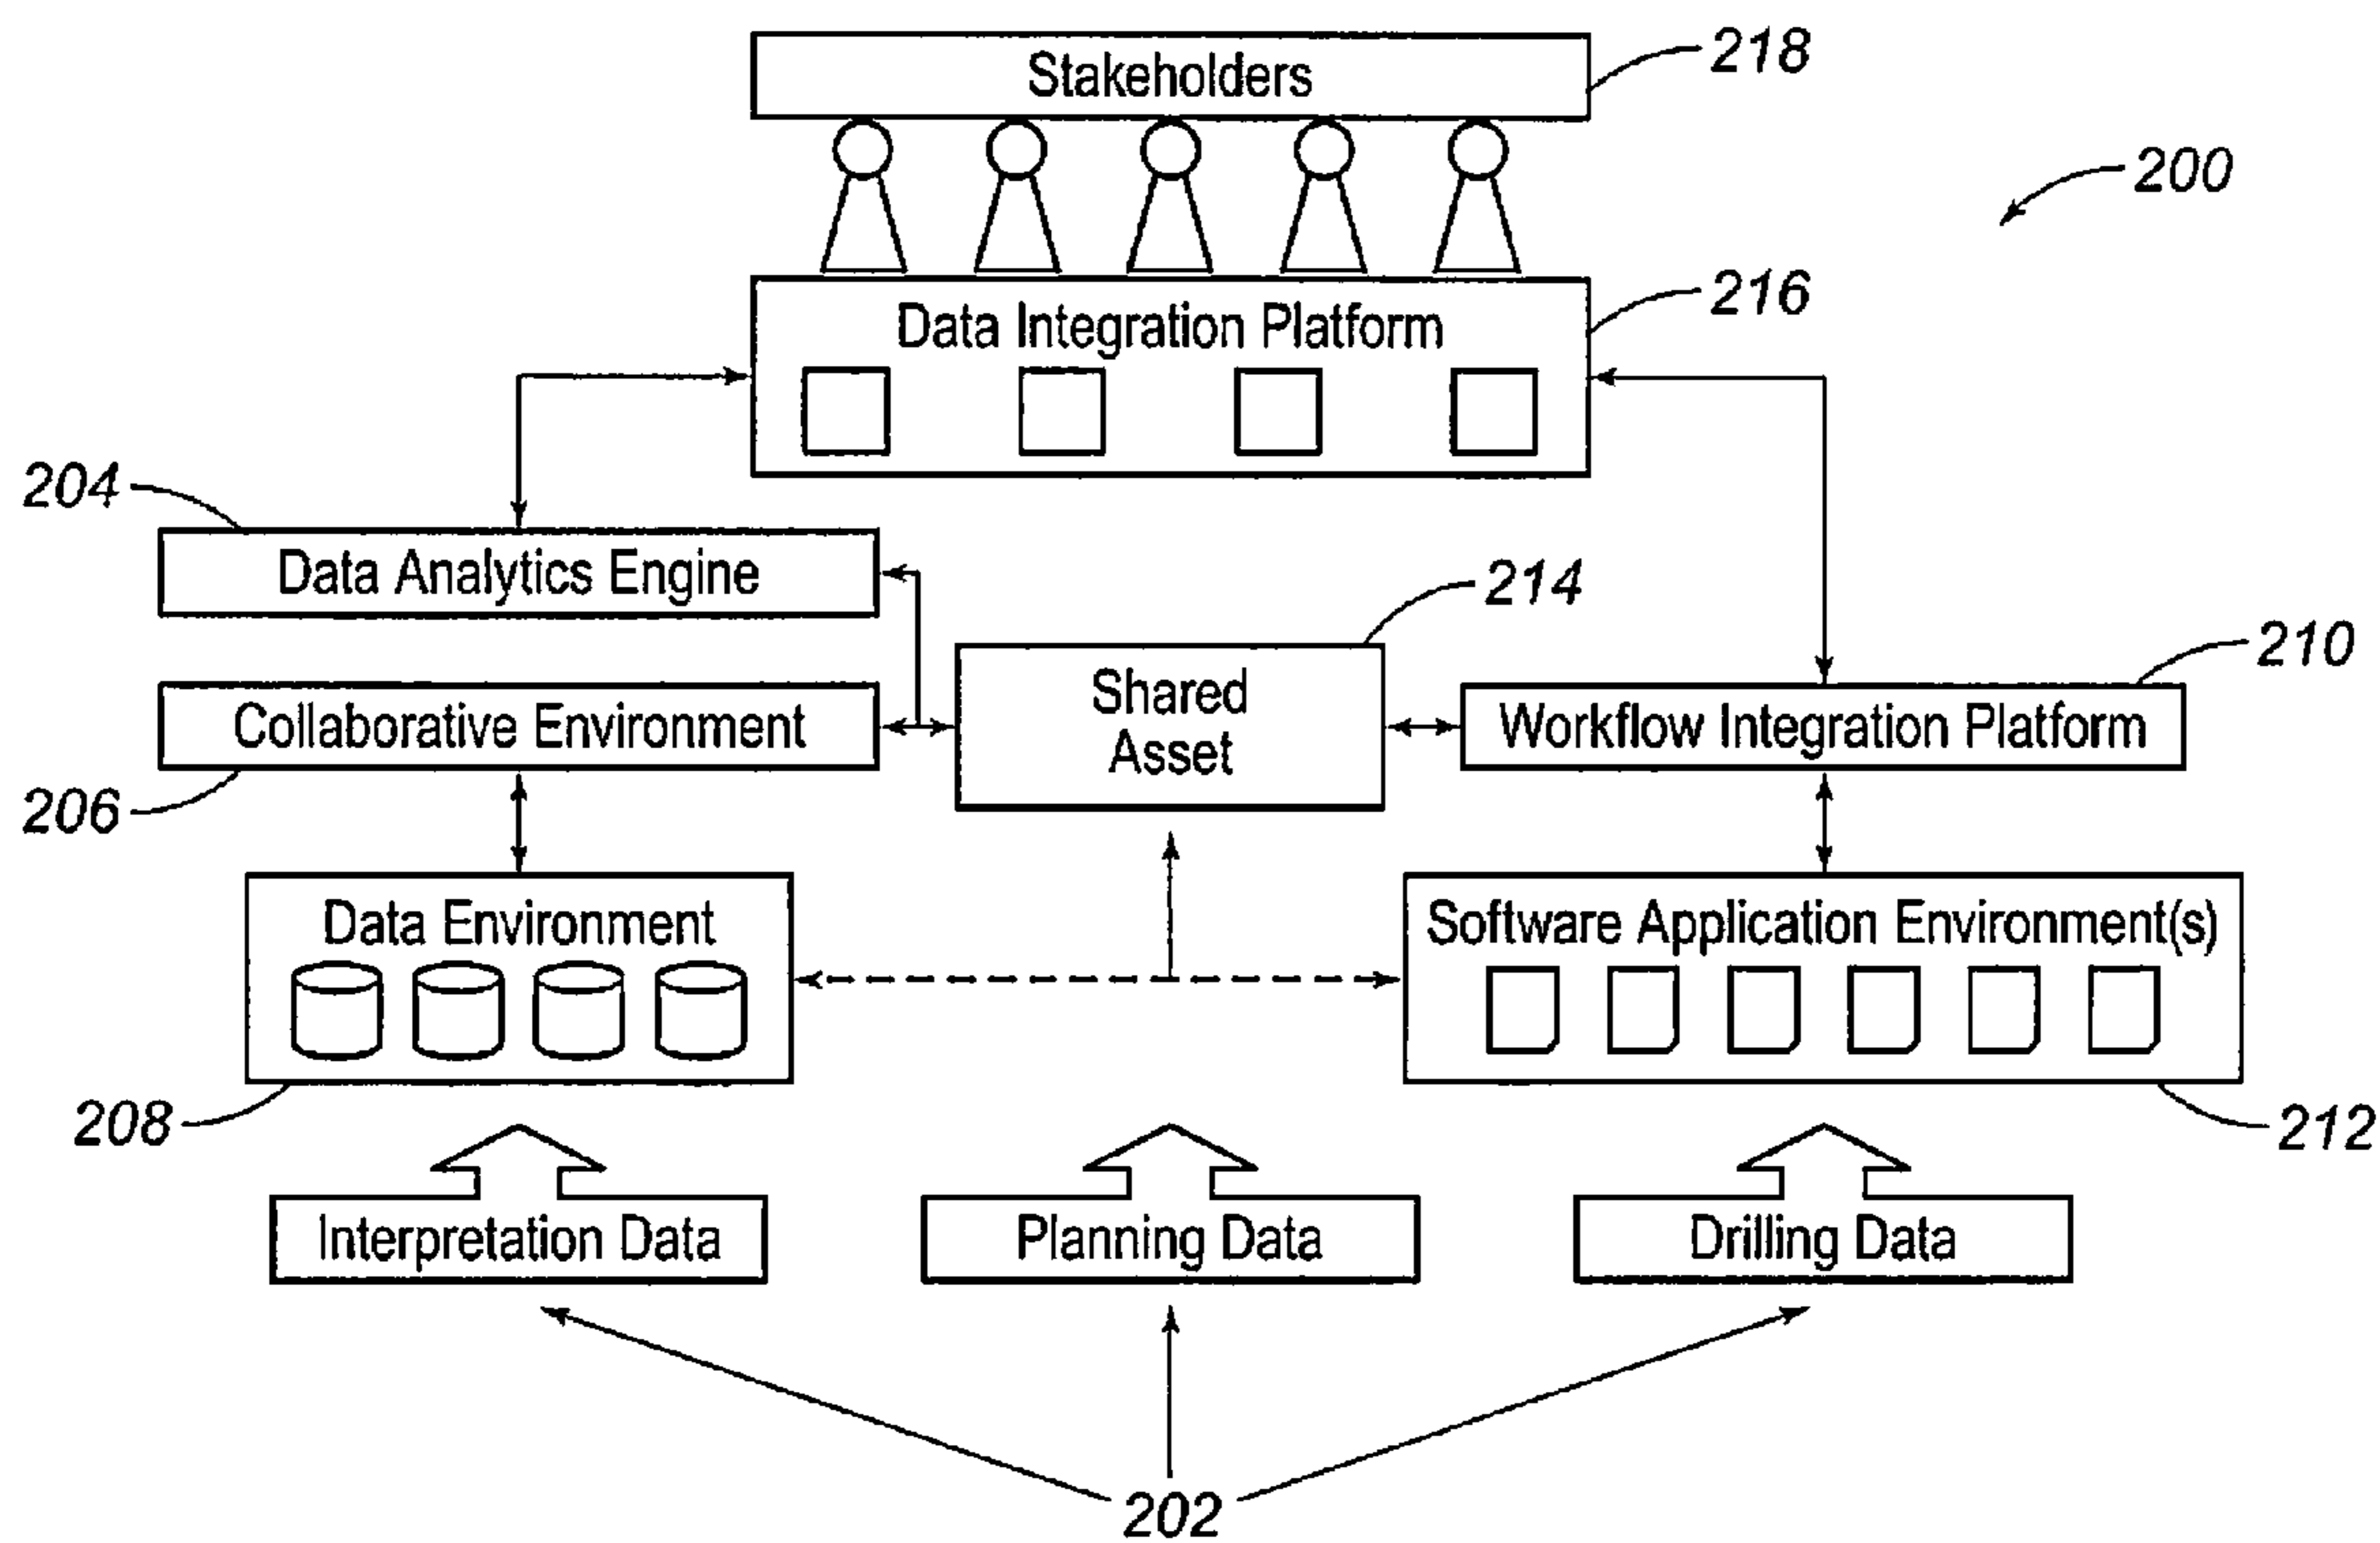 Stakeholders
218
200
Data Integration Platform
216
204
Data Analytics Engine
214
Shared
Asset
210
Collaborative Environment
Workflow Integration Platform
206
Data Environment
Software Application Environment(s)
208
212
Interpretation Data
Planning Data
Drilling Data
202